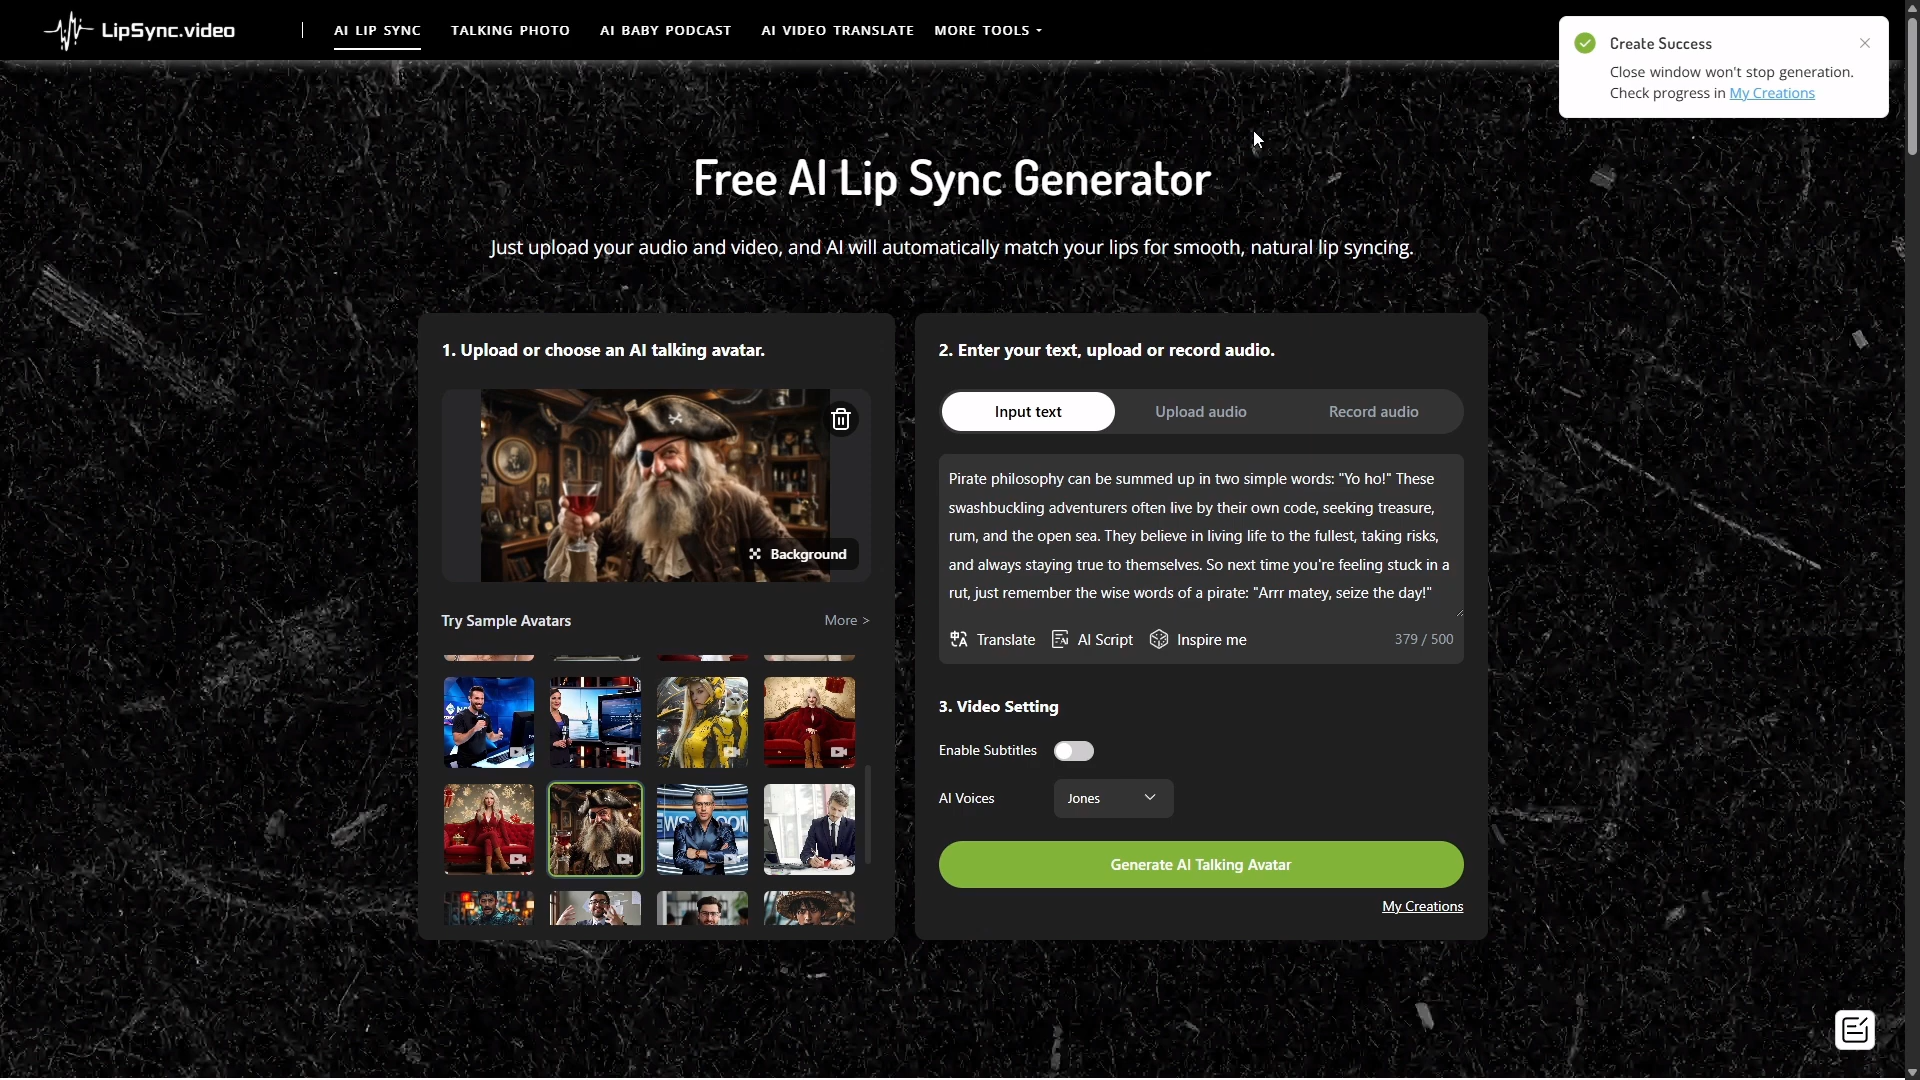 LipSync.video
AI LIP SYNC
TALKING PHOTO
AI BABY PODCAST
AI VIDEO TRANSLATE
MORE TOOLS
Create Success
Close window won't stop generation.
Check progress in My Creations
Free AI Lip Sync Generator
Just upload your audio and video, and AI will automatically match your lips for smooth, natural lip syncing.
1. Upload or choose an AI talking avatar.
Background
Try Sample Avatars
More >
2. Enter your text, upload or record audio.
Input text
Upload audio
Record audio
Pirate philosophy can be summed up in two simple words: "Yo ho!" These
swashbuckling adventurers often live by their own code, seeking treasure,
rum, and the open sea. They believe in living life to the fullest, taking risks,
and always staying true to themselves. So next time you're feeling stuck in a
rut, just remember the wise words of a pirate: "Arrr matey, seize the day!"
Translate
AI Script
Inspire me
379 / 500
3. Video Setting
Enable Subtitles
AI Voices
Jones
Generate AI Talking Avatar
My Creations